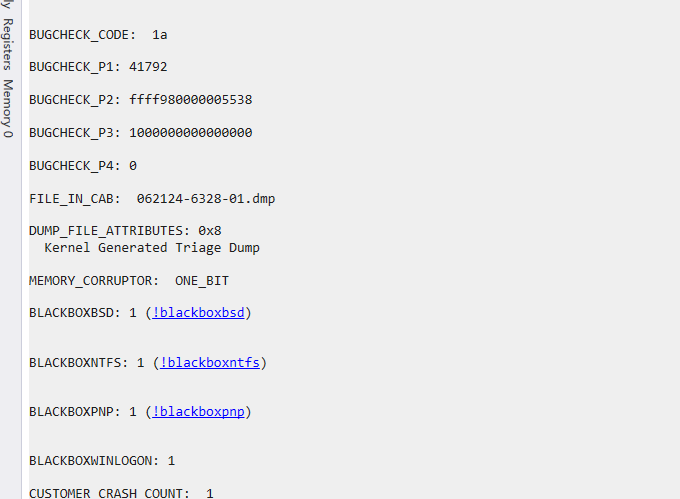 ly
Registers
Memory 0
BUGCHECK_CODE:  1a
BUGCHECK_P1: 41792
BUGCHECK_P2: ffff980000005538
BUGCHECK_P3: 1000000000000000
BUGCHECK_P4: 0
FILE_IN_CAB:  062124-6328-01.dmp
DUMP_FILE_ATTRIBUTES: 0x8
  Kernel Generated Triage Dump
MEMORY_CORRUPTOR:  ONE_BIT
BLACKBOXBSD: 1 (!blackboxbsd)
BLACKBOXNTFS: 1 (!blackboxntfs)
BLACKBOXPNP: 1 (!blackboxpnp)
BLACKBOXWINLOGON: 1
CUSTOMER_CRASH_COUNT:  1